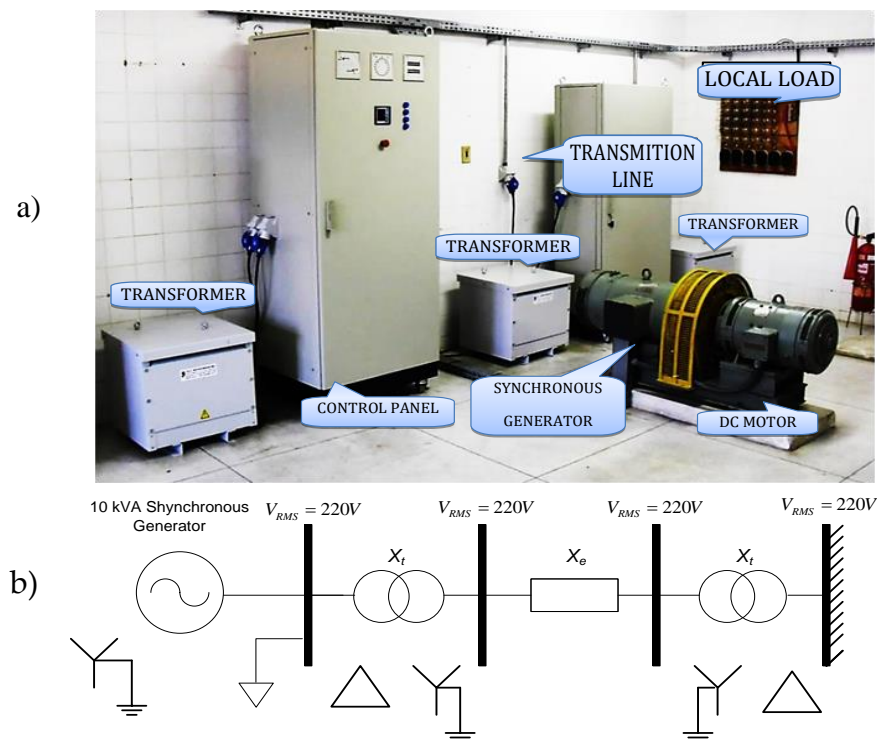 a)
LOCAL LOAD
TRANSMITION
LINE
TRANSFORMER
TRANSFORMER
TRANSFORMER
CONTROL PANEL
SYNCHRONOUS
GENERATOR
DC MOTOR
b)
10 kVA Shynchronous
Generator
V_RMS = 220V
V_RMS = 220V
V_RMS = 220V
V_RMS = 220V
X_t
X_e
X_t